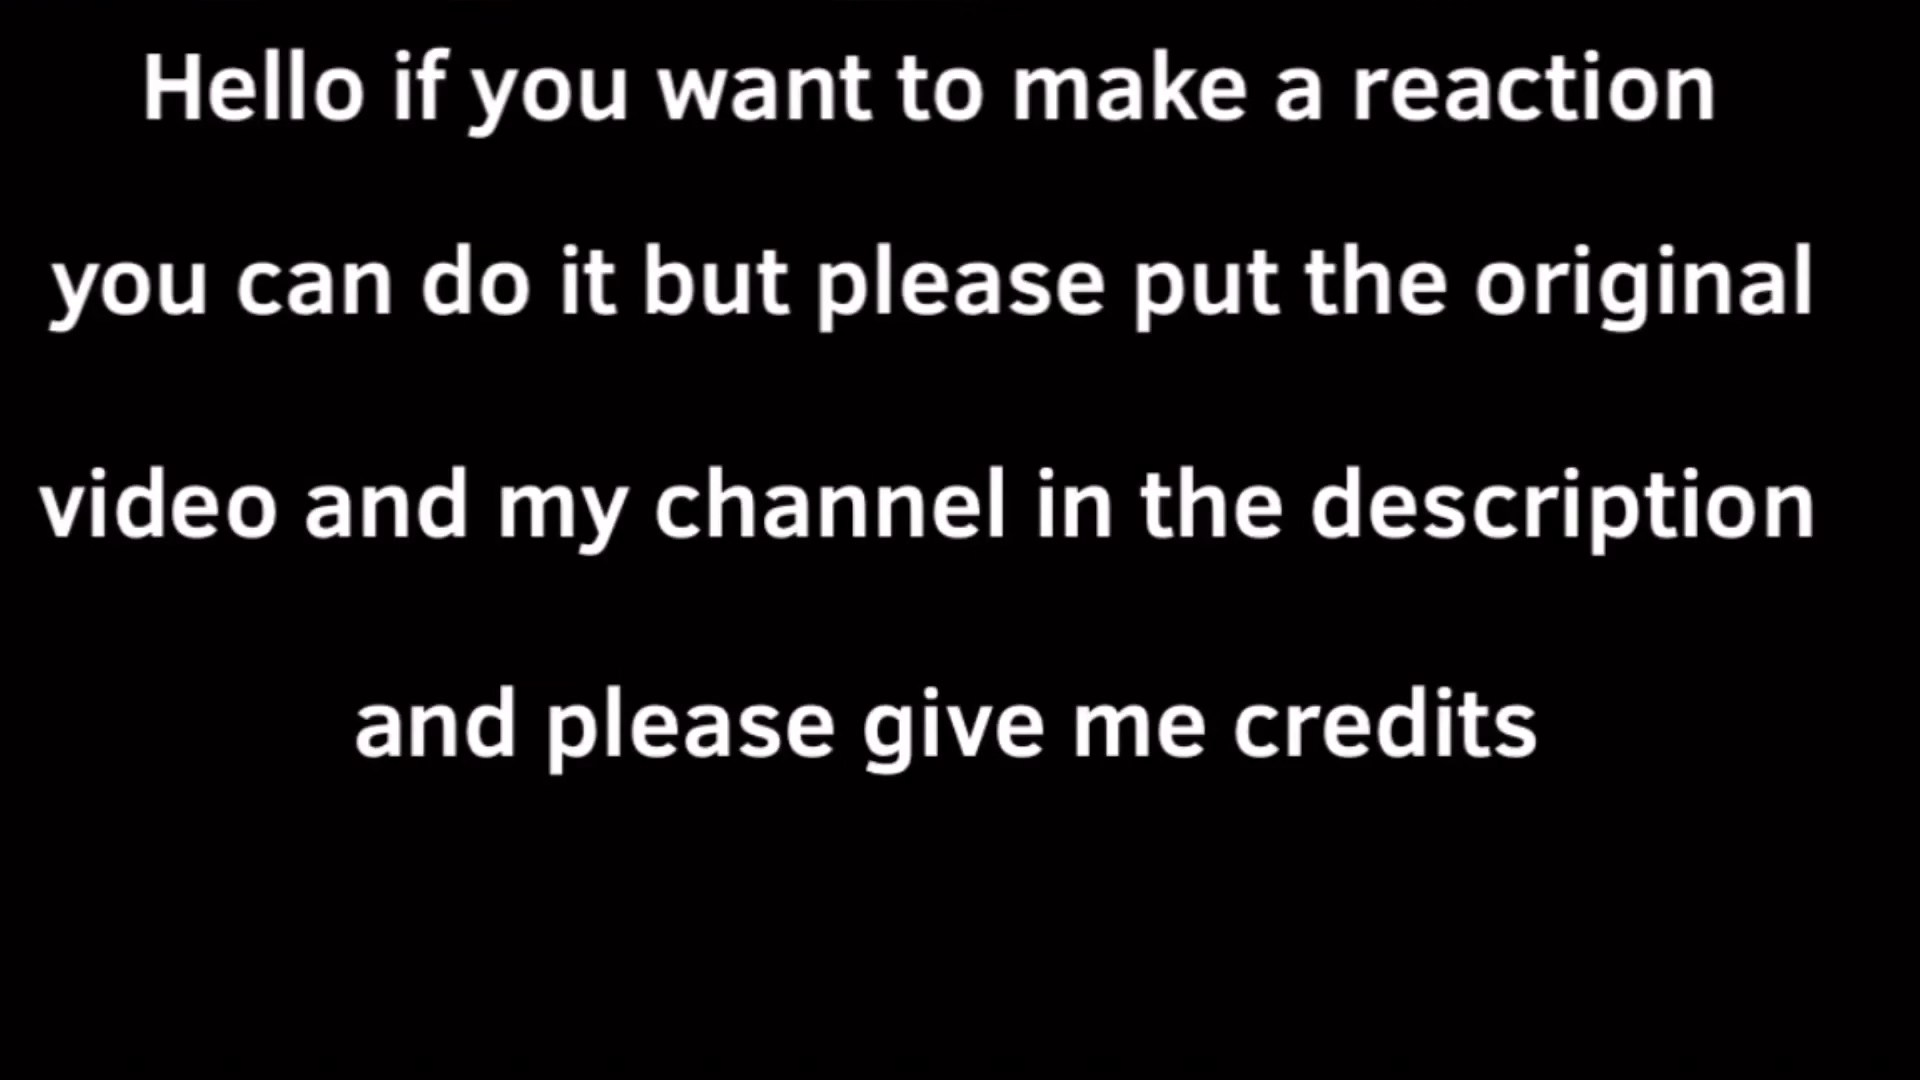 Hello if you want to make a reaction
you can do it but please put the original
video and my channel in the description
and please give me credits